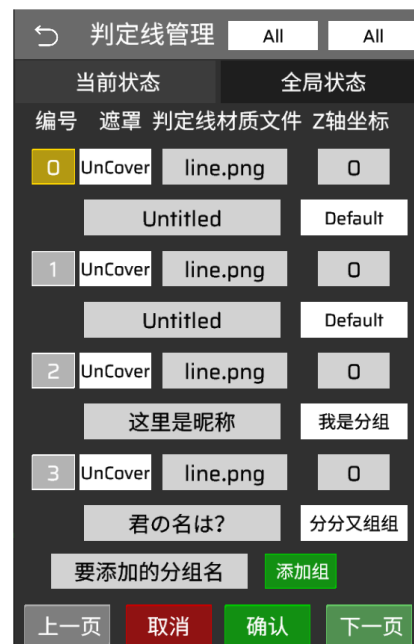 判定线管理 All All
当前状态 全局状态
编号 遮罩 判定线材质文件 Z轴坐标
0 UnCover line.png 0
Untitled Default
1 UnCover line.png 0
Untitled Default
2 UnCover line.png 0
这里是昵称 我是分组
3 UnCover line.png 0
君の名は? 分分又组组
要添加的分组名 添加组
上一页 取消 确认 下一页